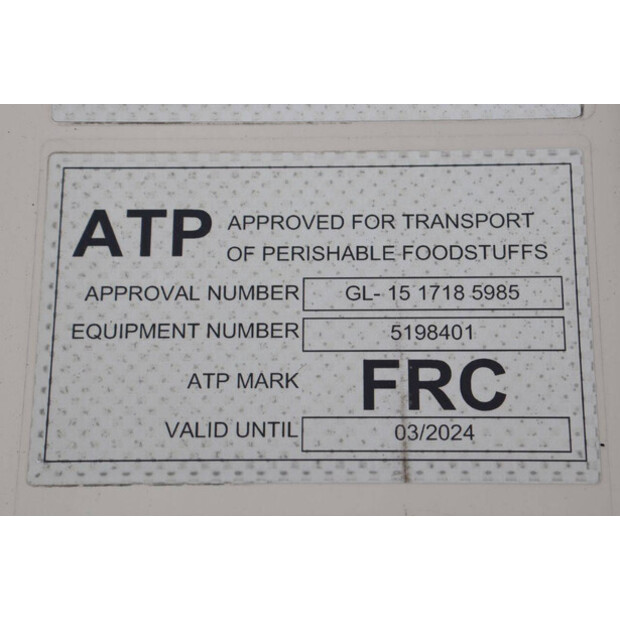 ATP APPROVED FOR TRANSPORT
OF PERISHABLE FOODSTUFFS
APPROVAL NUMBER GL- 15 1718 5985
EQUIPMENT NUMBER 5198401
ATP MARK FRC
VALID UNTIL 03/2024